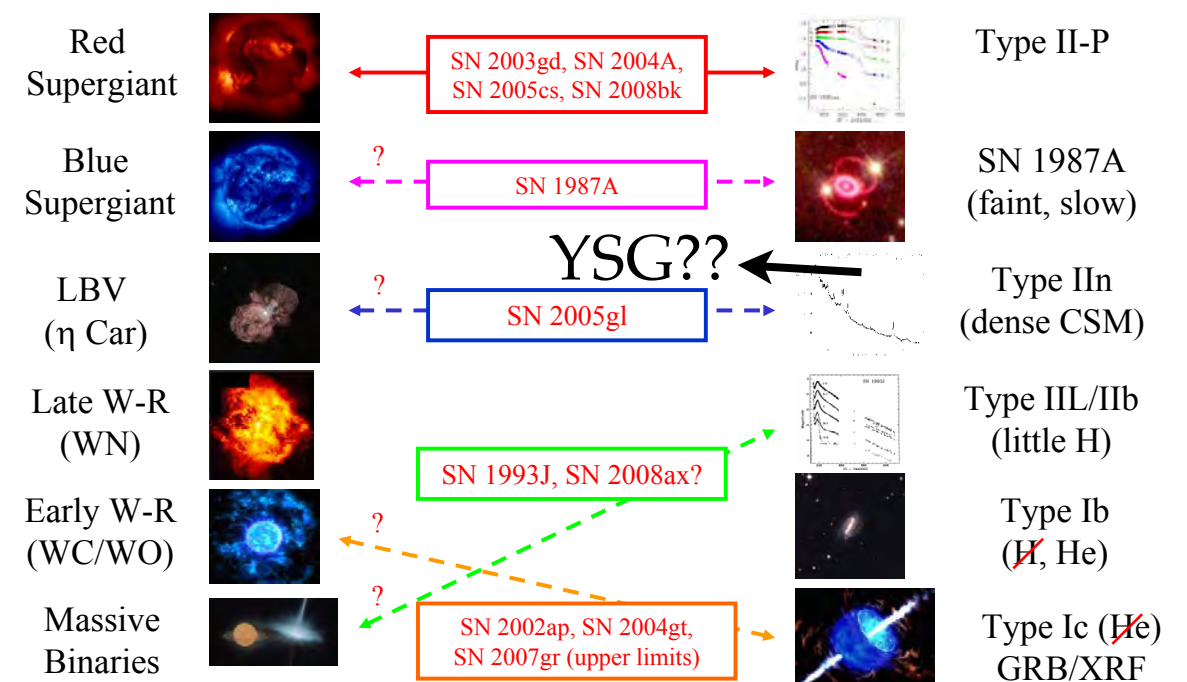 Red
Supergiant
SN 2003gd, SN 2004A,
SN 2005cs, SN 2008bk
Type II-P
Blue
Supergiant
?
SN 1987A
SN 1987A
(faint, slow)
YSG??
LBV
(η Car)
?
SN 2005gl
Type IIn
(dense CSM)
Late W-R
(WN)
Type IIL/IIb
(little H)
SN 1993J, SN 2008ax?
Early W-R
(WC/WO)
?
Type Ib
(H, He)
Massive
Binaries
?
SN 2002ap, SN 2004gt,
SN 2007gr (upper limits)
Type Ic (He)
GRB/XRF